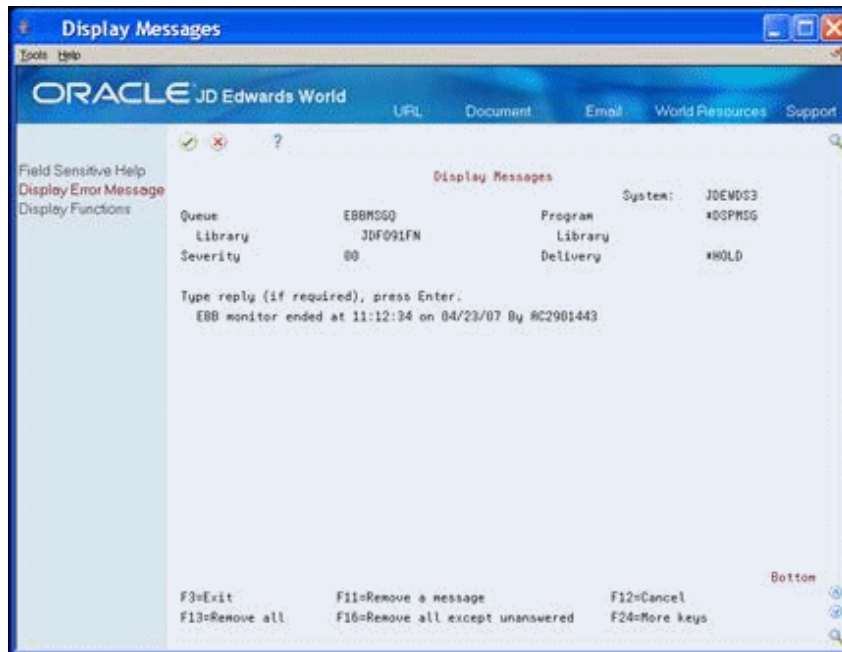 Display Messages
Tools Help
ORACLE JD Edwards World URL Document Email World Resources Support
?
Field Sensitive Help
Display Error Message
Display Functions
Display Messages
System: JDEWDS3
Queue EBBMSGQ Program *DSPMSG
Library JDF091FN Library
Severity 00 Delivery *HOLD
Type reply (if required), press Enter.
EBB monitor ended at 11:12:34 on 04/23/07 By AC2901443
Bottom
F3=Exit F11=Remove a message F12=Cancel
F13=Remove all F16=Remove all except unanswered F24=More keys